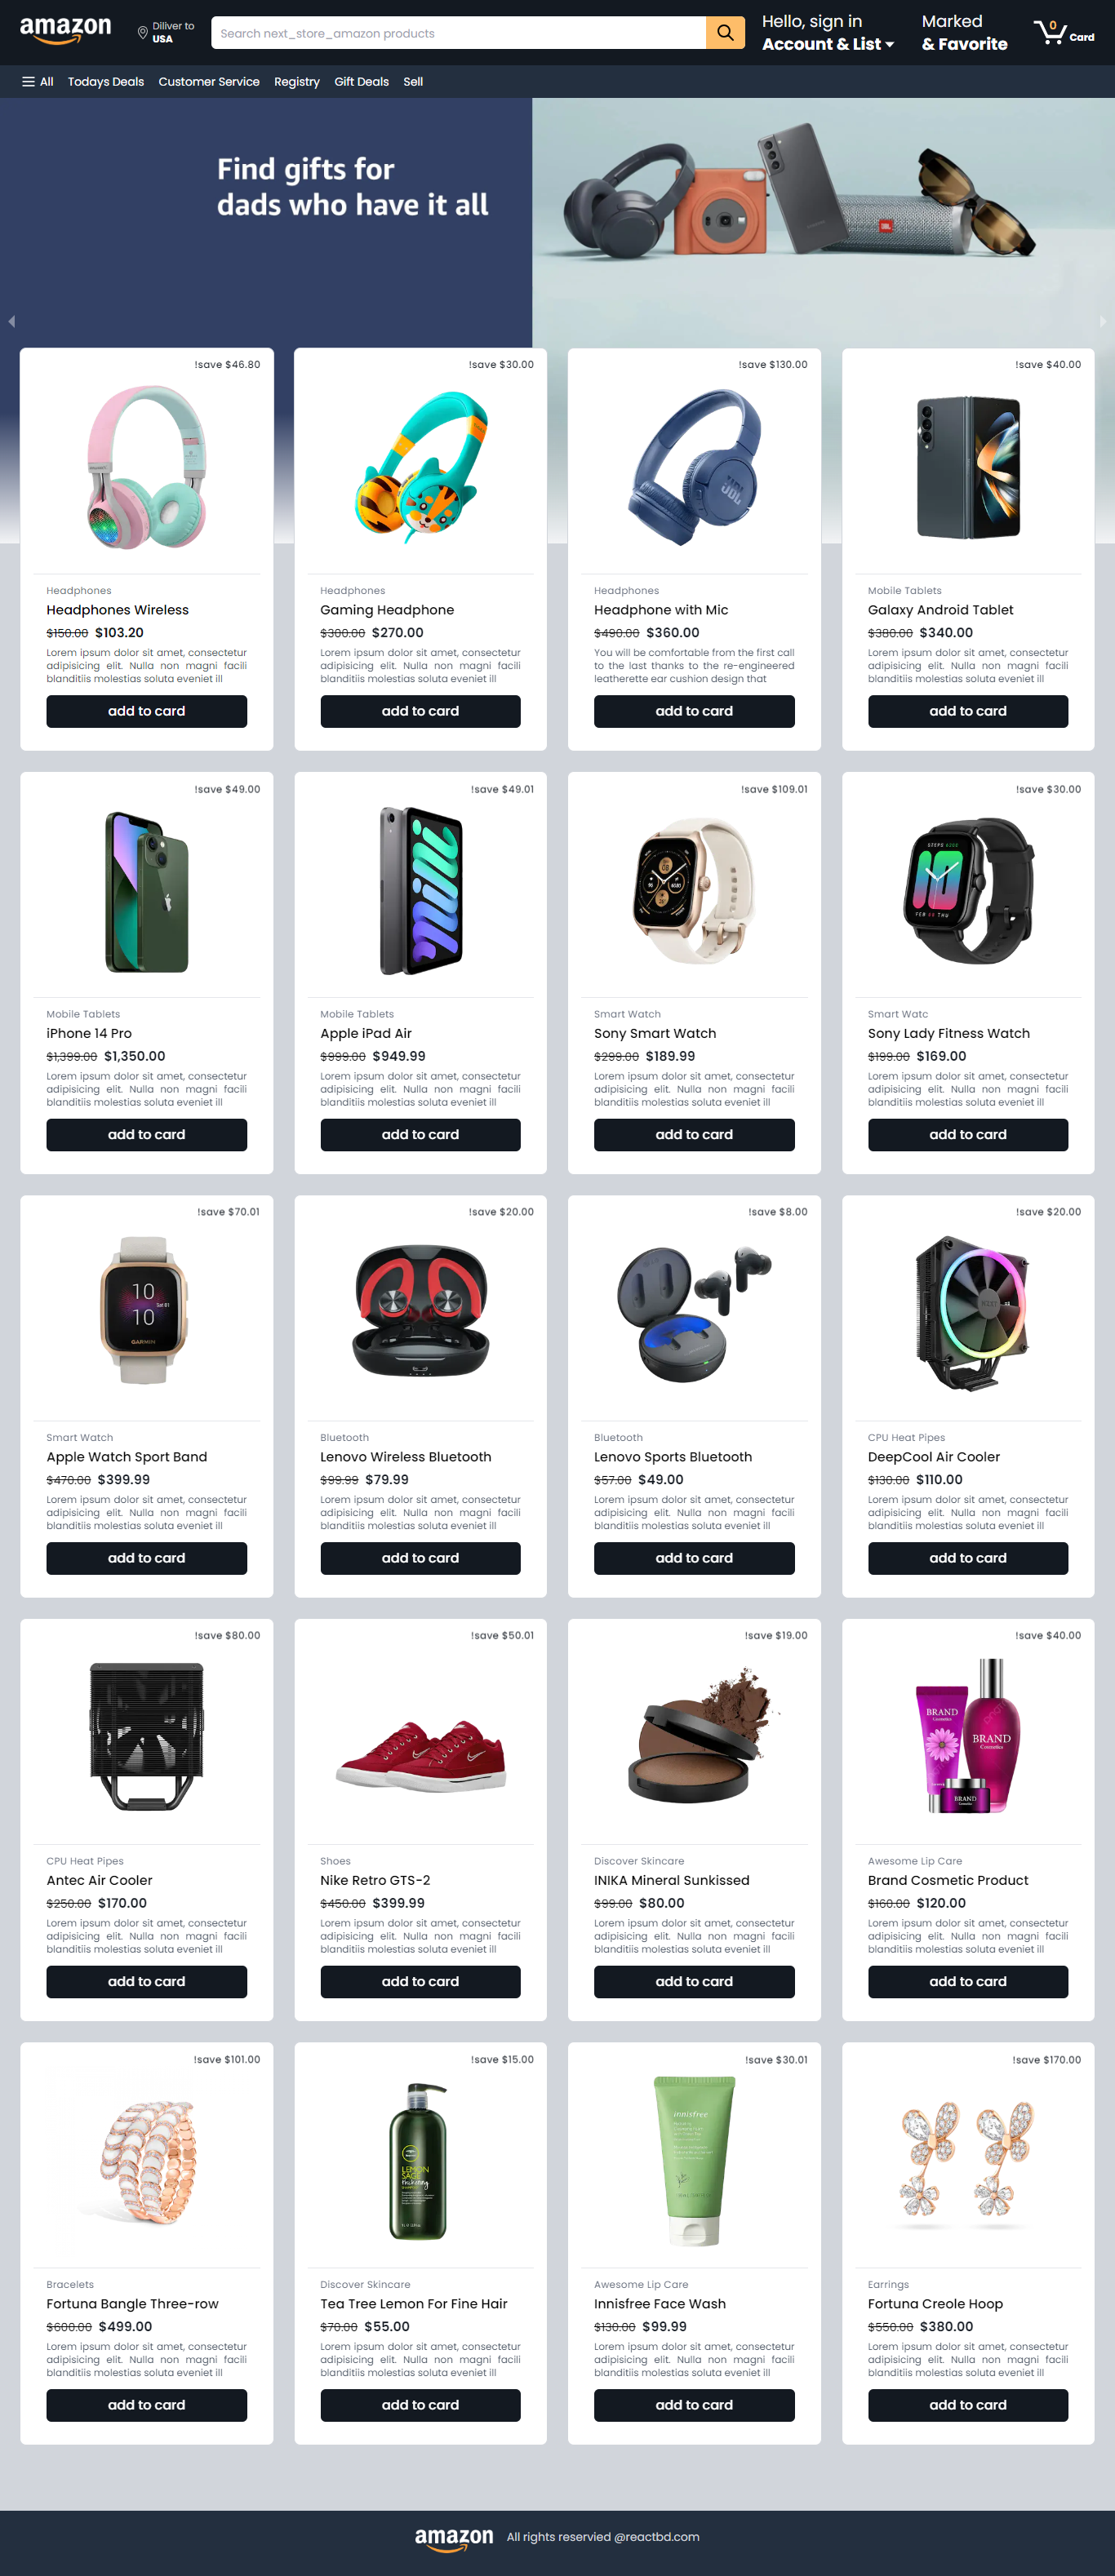 amazon
Diliver to
USA
Search next_store_amazon products
Hello, sign in
Account & List
Marked
& Favorite
0
Card
All
Todays Deals
Customer Service
Registry
Gift Deals
Sell
Find gifts for
dads who have it all
JBL
!save $46.80
Headphones
Headphones Wireless
$150.00 $103.20
Lorem ipsum dolor sit amet, consectetur
adipisicing elit. Nulla non magni facili
blanditiis molestias soluta eveniet ill
add to card
!save $30.00
Headphones
Gaming Headphone
$300.00 $270.00
Lorem ipsum dolor sit amet, consectetur
adipisicing elit. Nulla non magni facili
blanditiis molestias soluta eveniet ill
add to card
!save $130.00
JBL
Headphones
Headphone with Mic
$490.00 $360.00
You will be comfortable from the first call
to the last thanks to the re-engineered
leatherette ear cushion design that
add to card
!save $40.00
Mobile Tablets
Galaxy Android Tablet
$380.00 $340.00
Lorem ipsum dolor sit amet, consectetur
adipisicing elit. Nulla non magni facili
blanditiis molestias soluta eveniet ill
add to card
!save $49.00
Mobile Tablets
iPhone 14 Pro
$1,399.00 $1,350.00
Lorem ipsum dolor sit amet, consectetur
adipisicing elit. Nulla non magni facili
blanditiis molestias soluta eveniet ill
add to card
!save $49.01
Mobile Tablets
Apple iPad Air
$999.00 $949.99
Lorem ipsum dolor sit amet, consectetur
adipisicing elit. Nulla non magni facili
blanditiis molestias soluta eveniet ill
add to card
!save $109.01
Smart Watch
Sony Smart Watch
$299.00 $189.99
Lorem ipsum dolor sit amet, consectetur
adipisicing elit. Nulla non magni facili
blanditiis molestias soluta eveniet ill
add to card
!save $30.00
10
Smart Watc
Sony Lady Fitness Watch
$199.00 $169.00
Lorem ipsum dolor sit amet, consectetur
adipisicing elit. Nulla non magni facili
blanditiis molestias soluta eveniet ill
add to card
!save $70.01
10
10
Sat 01
GARMIN
Smart Watch
Apple Watch Sport Band
$470.00 $399.99
Lorem ipsum dolor sit amet, consectetur
adipisicing elit. Nulla non magni facili
blanditiis molestias soluta eveniet ill
add to card
!save $20.00
Bluetooth
Lenovo Wireless Bluetooth
$99.99 $79.99
Lorem ipsum dolor sit amet, consectetur
adipisicing elit. Nulla non magni facili
blanditiis molestias soluta eveniet ill
add to card
!save $8.00
Bluetooth
Lenovo Sports Bluetooth
$57.00 $49.00
Lorem ipsum dolor sit amet, consectetur
adipisicing elit. Nulla non magni facili
blanditiis molestias soluta eveniet ill
add to card
!save $20.00
CPU Heat Pipes
DeepCool Air Cooler
$130.00 $110.00
Lorem ipsum dolor sit amet, consectetur
adipisicing elit. Nulla non magni facili
blanditiis molestias soluta eveniet ill
add to card
!save $80.00
CPU Heat Pipes
Antec Air Cooler
$250.00 $170.00
Lorem ipsum dolor sit amet, consectetur
adipisicing elit. Nulla non magni facili
blanditiis molestias soluta eveniet ill
add to card
!save $50.01
Shoes
Nike Retro GTS-2
$450.00 $399.99
Lorem ipsum dolor sit amet, consectetur
adipisicing elit. Nulla non magni facili
blanditiis molestias soluta eveniet ill
add to card
!save $19.00
Discover Skincare
INIKA Mineral Sunkissed
$99.00 $80.00
Lorem ipsum dolor sit amet, consectetur
adipisicing elit. Nulla non magni facili
blanditiis molestias soluta eveniet ill
add to card
!save $40.00
BRAND
Cosmetics
BRAND
Cosmetics
BRAND
Awesome Lip Care
Brand Cosmetic Product
$160.00 $120.00
Lorem ipsum dolor sit amet, consectetur
adipisicing elit. Nulla non magni facili
blanditiis molestias soluta eveniet ill
add to card
!save $101.00
Bracelets
Fortuna Bangle Three-row
$600.00 $499.00
Lorem ipsum dolor sit amet, consectetur
adipisicing elit. Nulla non magni facili
blanditiis molestias soluta eveniet ill
add to card
!save $15.00
LEMON
SAGE
Discover Skincare
Tea Tree Lemon For Fine Hair
$70.00 $55.00
Lorem ipsum dolor sit amet, consectetur
adipisicing elit. Nulla non magni facili
blanditiis molestias soluta eveniet ill
add to card
!save $30.01
innisfree
Awesome Lip Care
Innisfree Face Wash
$130.00 $99.99
Lorem ipsum dolor sit amet, consectetur
adipisicing elit. Nulla non magni facili
blanditiis molestias soluta eveniet ill
add to card
!save $170.00
Earrings
Fortuna Creole Hoop
$550.00 $380.00
Lorem ipsum dolor sit amet, consectetur
adipisicing elit. Nulla non magni facili
blanditiis molestias soluta eveniet ill
add to card
amazon
All rights reservied @reactbd.com